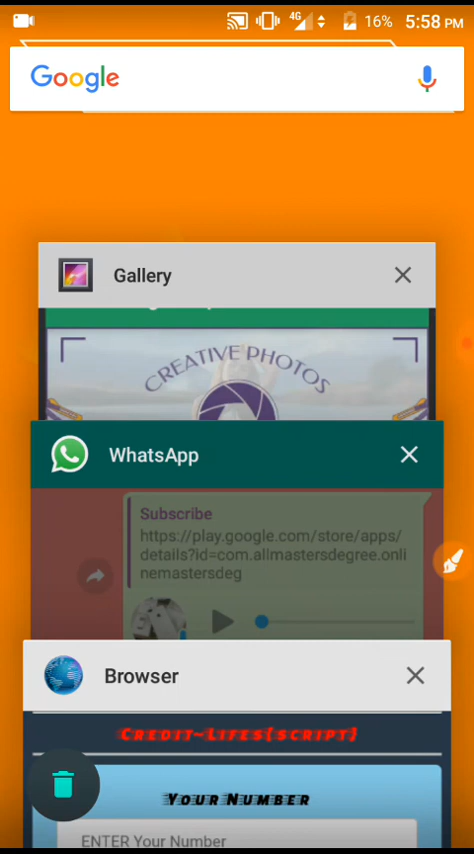 4G 16% 5:58 PM
Google
Gallery
CREATIVE PHOTOS
WhatsApp
Subscribe
https://play.google.com/store/apps/
details?id=com.allmastersdegree.onli
nemastersdeg
Browser
CREDIT~LIFES{SCRIPT}
YOUR NUMBER
ENTER Your Number